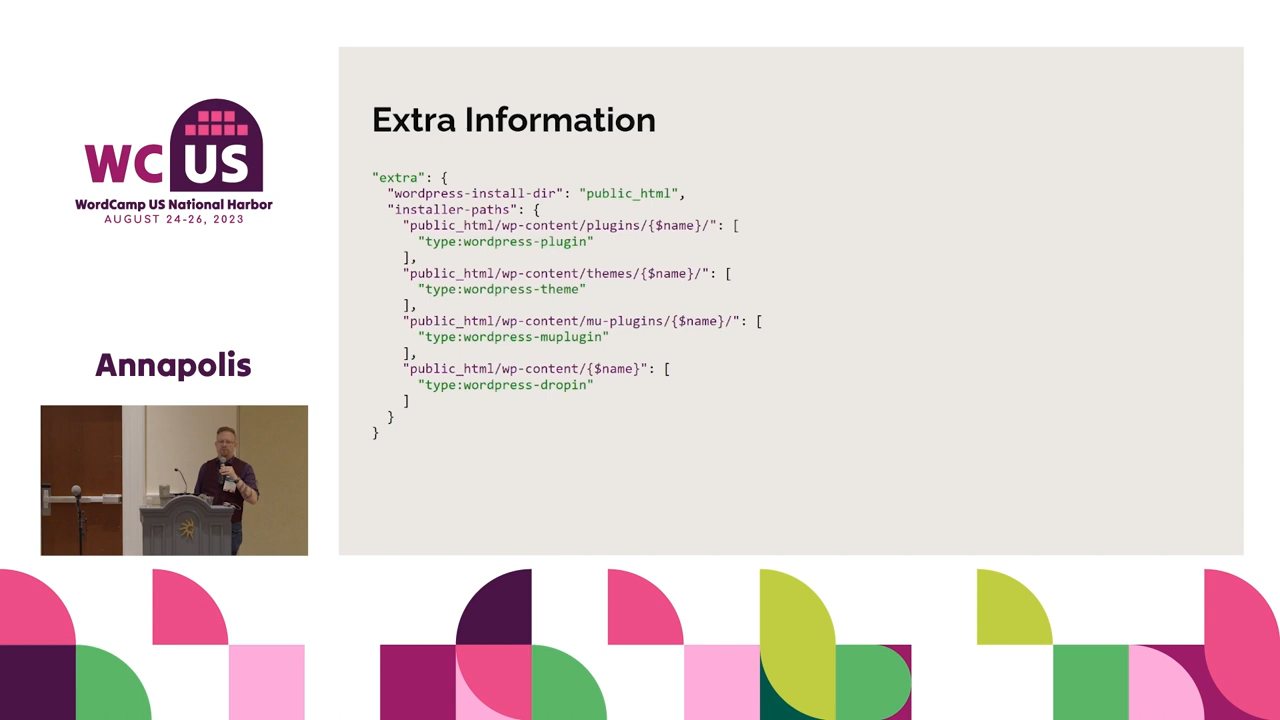 WC US
WordCamp US National Harbor
AUGUST 24-26, 2023
Annapolis
Extra Information
"extra": {
  "wordpress-install-dir": "public_html",
  "installer-paths": {
    "public_html/wp-content/plugins/{$name}/": [
      "type:wordpress-plugin"
    ],
    "public_html/wp-content/themes/{$name}/": [
      "type:wordpress-theme"
    ],
    "public_html/wp-content/mu-plugins/{$name}/": [
      "type:wordpress-muplugin"
    ],
    "public_html/wp-content/{$name}": [
      "type:wordpress-dropin"
    ]
  }
}